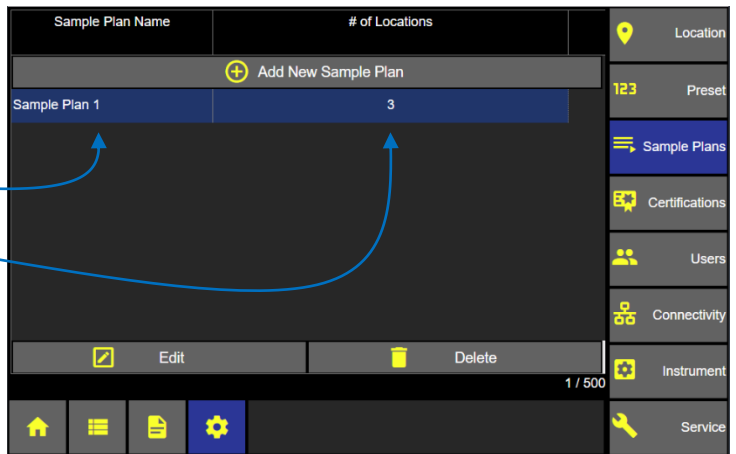 Sample Plan Name # of Locations
Add New Sample Plan
Sample Plan 1 3
Edit Delete
1 / 500
Location
123 Preset
Sample Plans
Certifications
Users
Connectivity
Instrument
Service